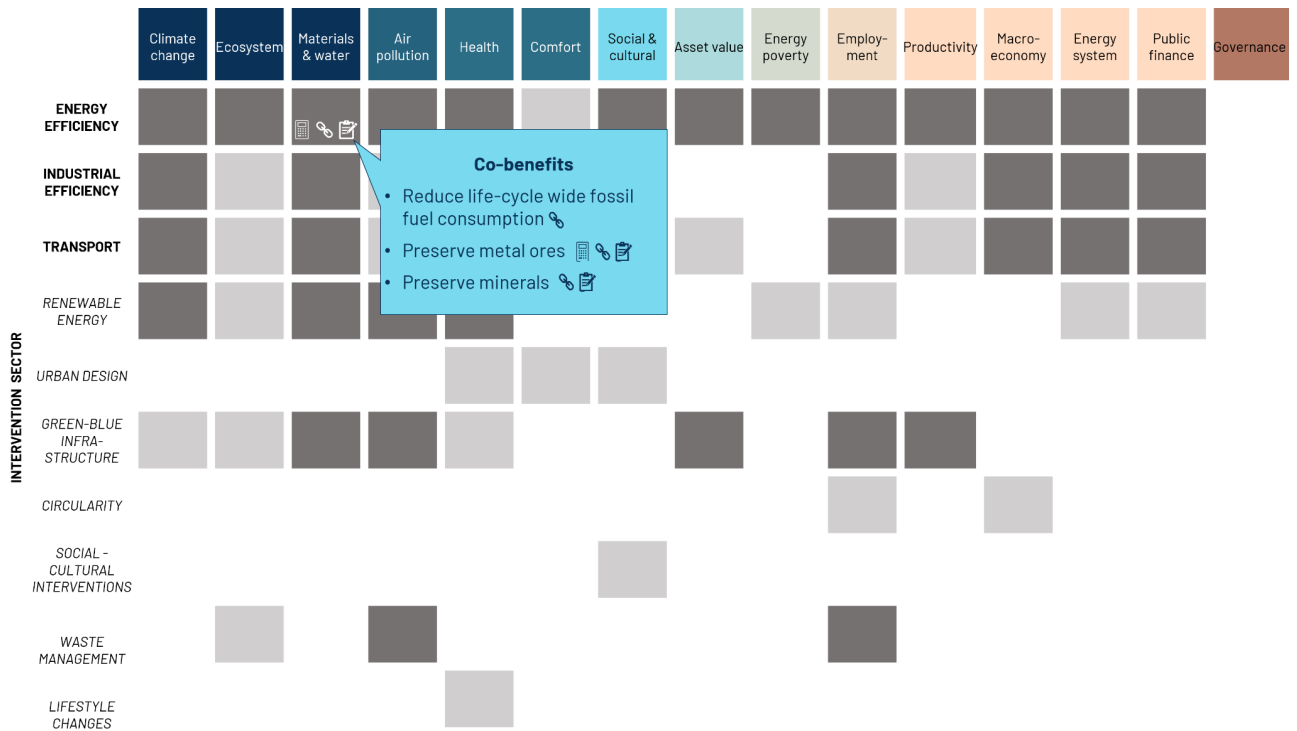 Climate
change
Ecosystem
Materials
& water
Air
pollution
Health
Comfort
Social &
cultural
Asset value
Energy
poverty
Employ-
ment
Productivity
Macro-
economy
Energy
system
Public
finance
Governance
INTERVENTION SECTOR
ENERGY
EFFICIENCY
INDUSTRIAL
EFFICIENCY
TRANSPORT
RENEWABLE
ENERGY
URBAN DESIGN
GREEN-BLUE
INFRA-
STRUCTURE
CIRCULARITY
SOCIAL -
CULTURAL
INTERVENTIONS
WASTE
MANAGEMENT
LIFESTYLE
CHANGES
Co-benefits
• Reduce life-cycle wide fossil
fuel consumption
• Preserve metal ores
• Preserve minerals